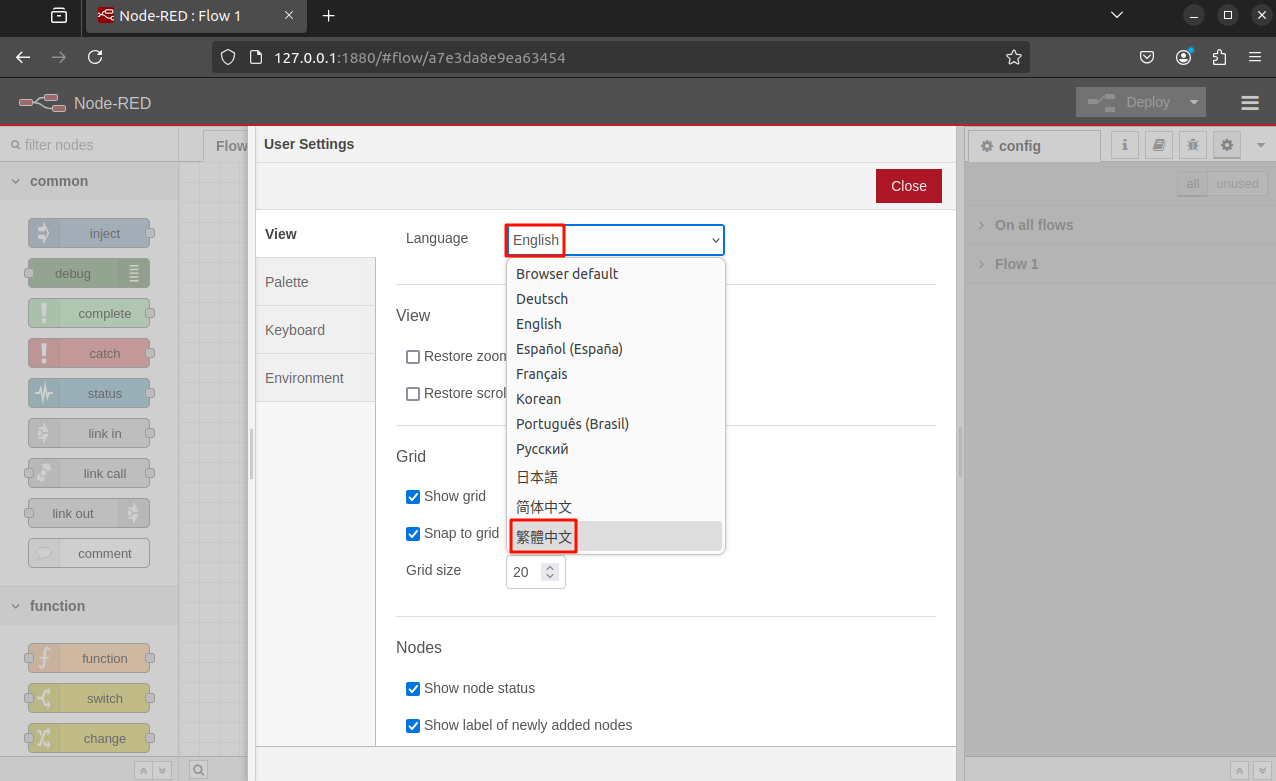 Node-RED : Flow 1
127.0.0.1:1880/#flow/a7e3da8e9ea63454
Node-RED
Deploy
filter nodes
common
inject
debug
complete
catch
status
link in
link call
link out
comment
function
function
switch
change
Flow
User Settings
Close
View
Palette
Keyboard
Environment
Language
English
Browser default
Deutsch
English
Español (España)
Français
Korean
Português (Brasil)
Русский
日本語
简体中文
繁體中文
View
Restore zoom
Restore scrol
Grid
Show grid
Snap to grid
Grid size
20
Nodes
Show node status
Show label of newly added nodes
config
all
unused
On all flows
Flow 1